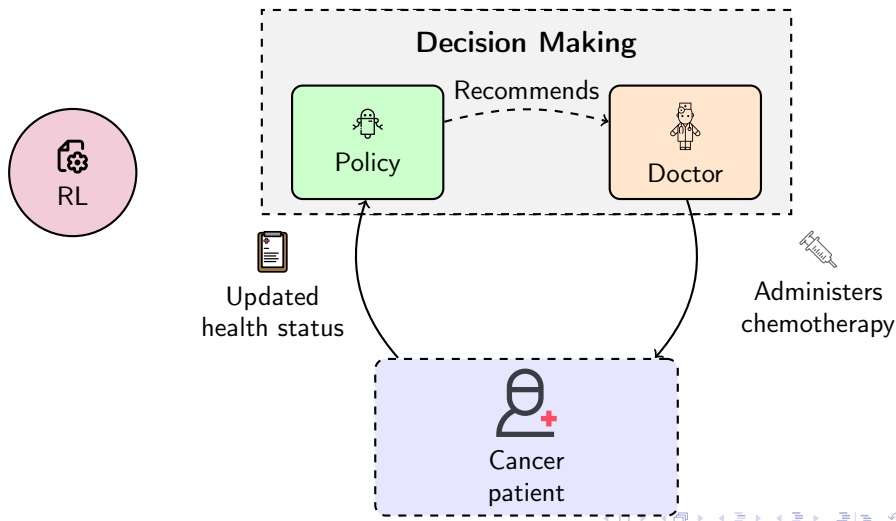 Decision Making
Recommends
Policy
Doctor
RL
Updated
health status
Administers
chemotherapy
Cancer
patient